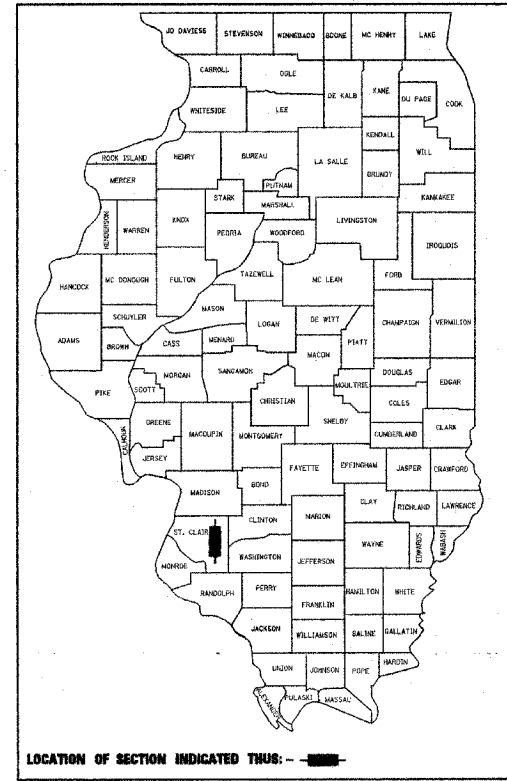 JO DAVIESS STEVENSON WINNEBAGO BOONE MC HENRY LAKE
CARROLL OGLE
DE KALB KANE DU PAGE COOK
WHITESIDE LEE
KENDALL WILL
ROCK ISLAND HENRY BUREAU LA SALLE GRUNDY
MERCER PUTNAM KANKAKEE
STARK MARSHALL
HENDERSON WARREN KNOX PEORIA WOODFORD LIVINGSTON IROQUOIS
TAZEWELL MC LEAN FORD
HANCOCK MC DONOUGH FULTON
MASON
SCHUYLER LOGAN DE WITT CHAMPAIGN VERMILION
ADAMS BROWN CASS MENARD MACON PIATT
MORGAN SANGAMON DOUGLAS EDGAR
PIKE SCOTT CHRISTIAN MOULTRIE COLES
GREENE SHELBY
CALHOUN MACOUPIN MONTGOMERY CUMBERLAND CLARK
JERSEY FAYETTE EFFINGHAM JASPER CRAWFORD
MADISON BOND CLAY RICHLAND LAWRENCE
CLINTON MARION
ST. CLAIR WAYNE EDWARDS WABASH
WASHINGTON JEFFERSON
MONROE
RANDOLPH PERRY HAMILTON WHITE
FRANKLIN
JACKSON WILLIAMSON SALINE GALLATIN
UNION JOHNSON POPE HARDIN
ALEXANDER PULASKI MASSAC
LOCATION OF SECTION INDICATED THUS: